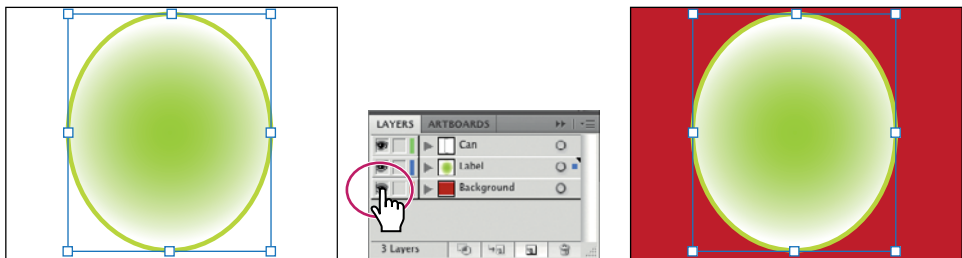 LAYERS ARTBOARDS
Can
Label
Background
3 Layers